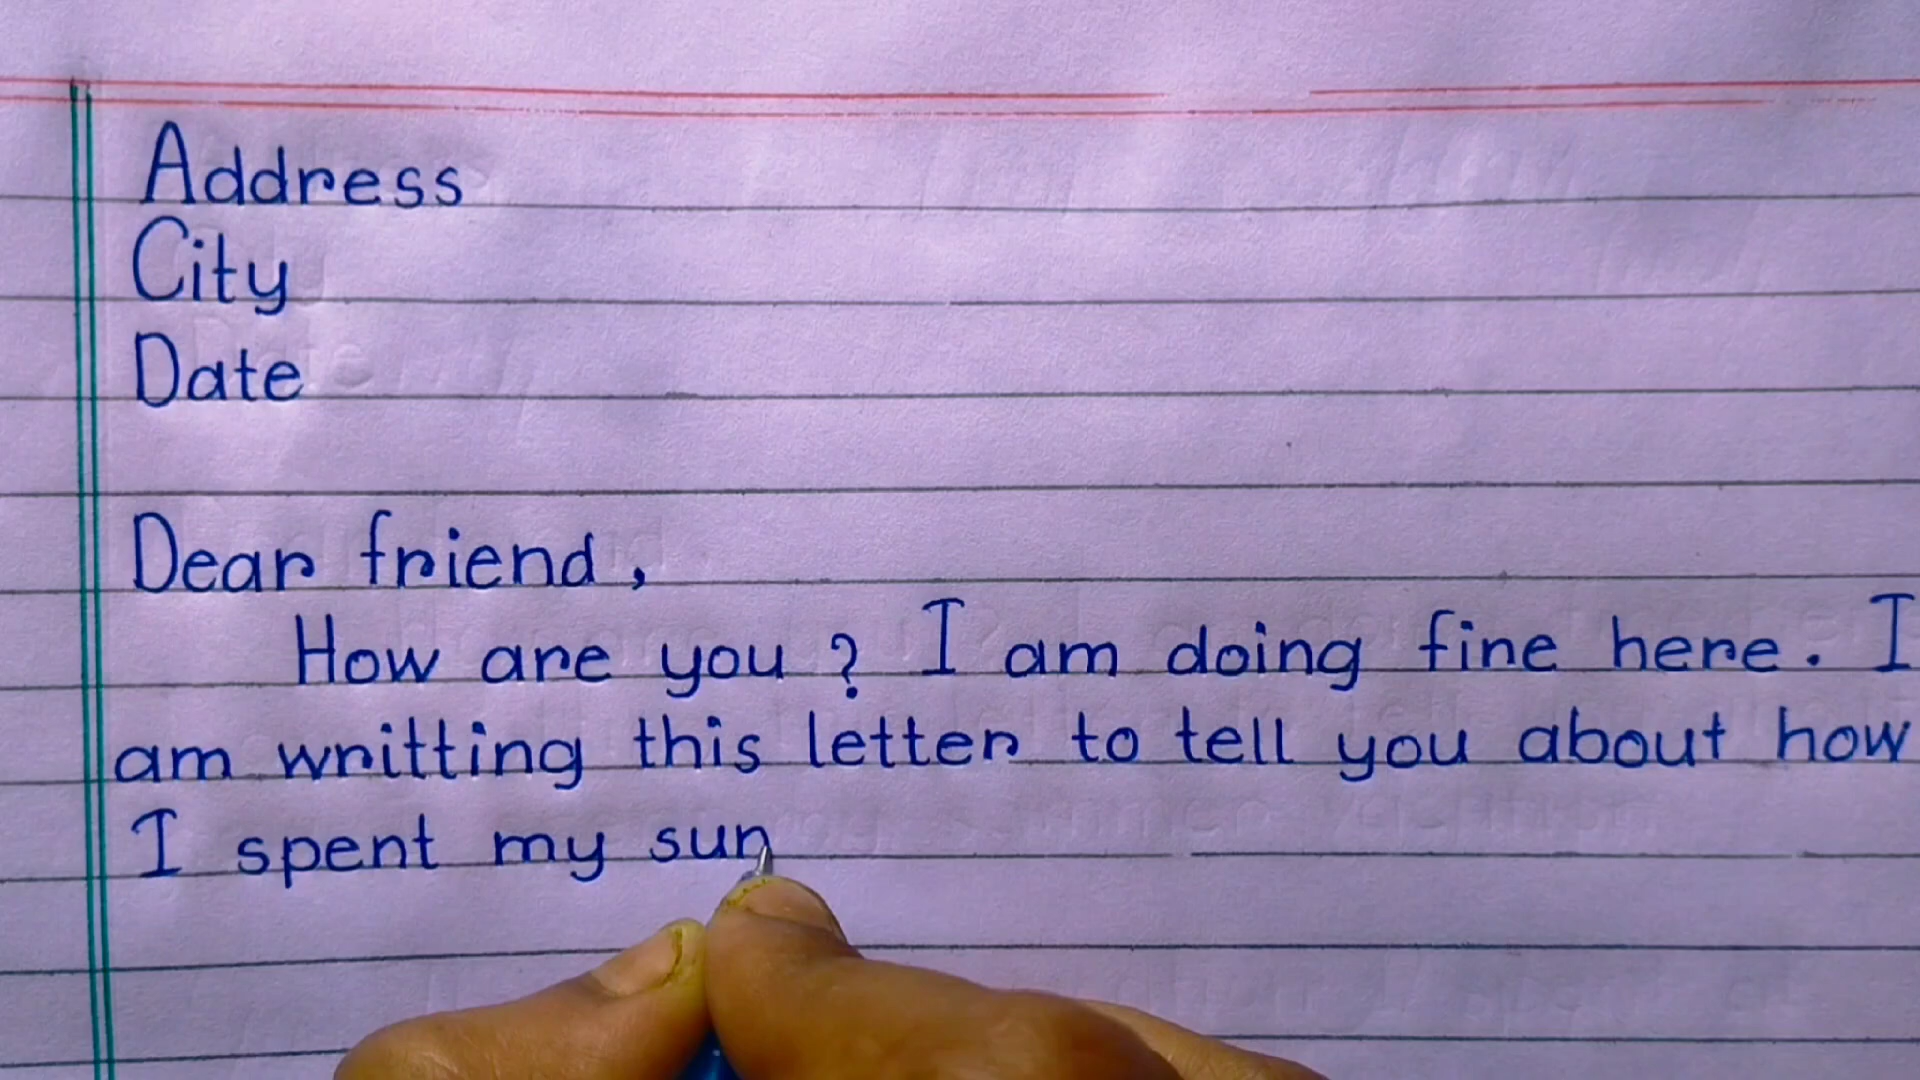 Address
City
Date
Dear friend,
How are you? I am doing fine here. I
am writting this letter to tell you about how
I spent my sun